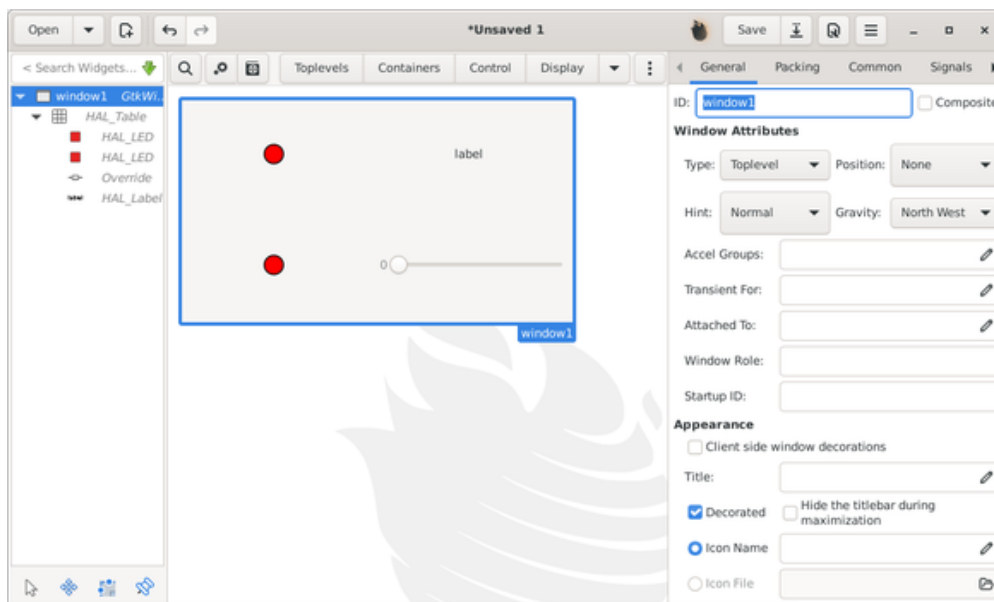 Open
*Unsaved 1
Save
< Search Widgets...
Toplevels Containers Control Display
General Packing Common Signals
window1 GtkWi..
HAL_Table
HAL_LED
HAL_LED
Override
HAL_Label
label
0
window1
ID: window1 Composite
Window Attributes
Type: Toplevel Position: None
Hint: Normal Gravity: North West
Accel Groups:
Transient For:
Attached To:
Window Role:
Startup ID:
Appearance
Client side window decorations
Title:
Decorated Hide the titlebar during
maximization
Icon Name
Icon File